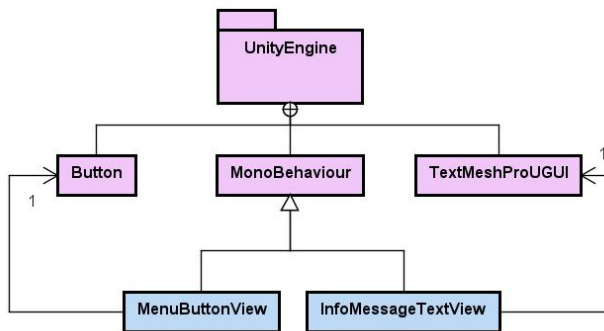 UnityEngine
Button
MonoBehaviour
TextMeshProUGUI
1
1
MenuButtonView
InfoMessageTextView